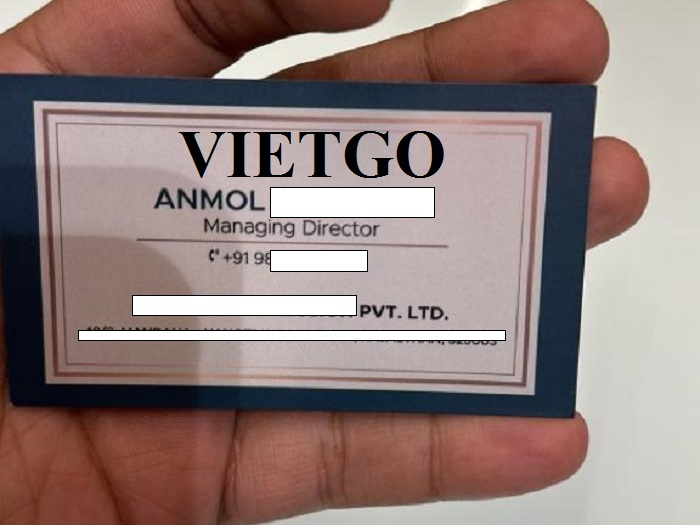 VIETGO
ANMOL
Managing Director
+91 98
PVT. LTD.